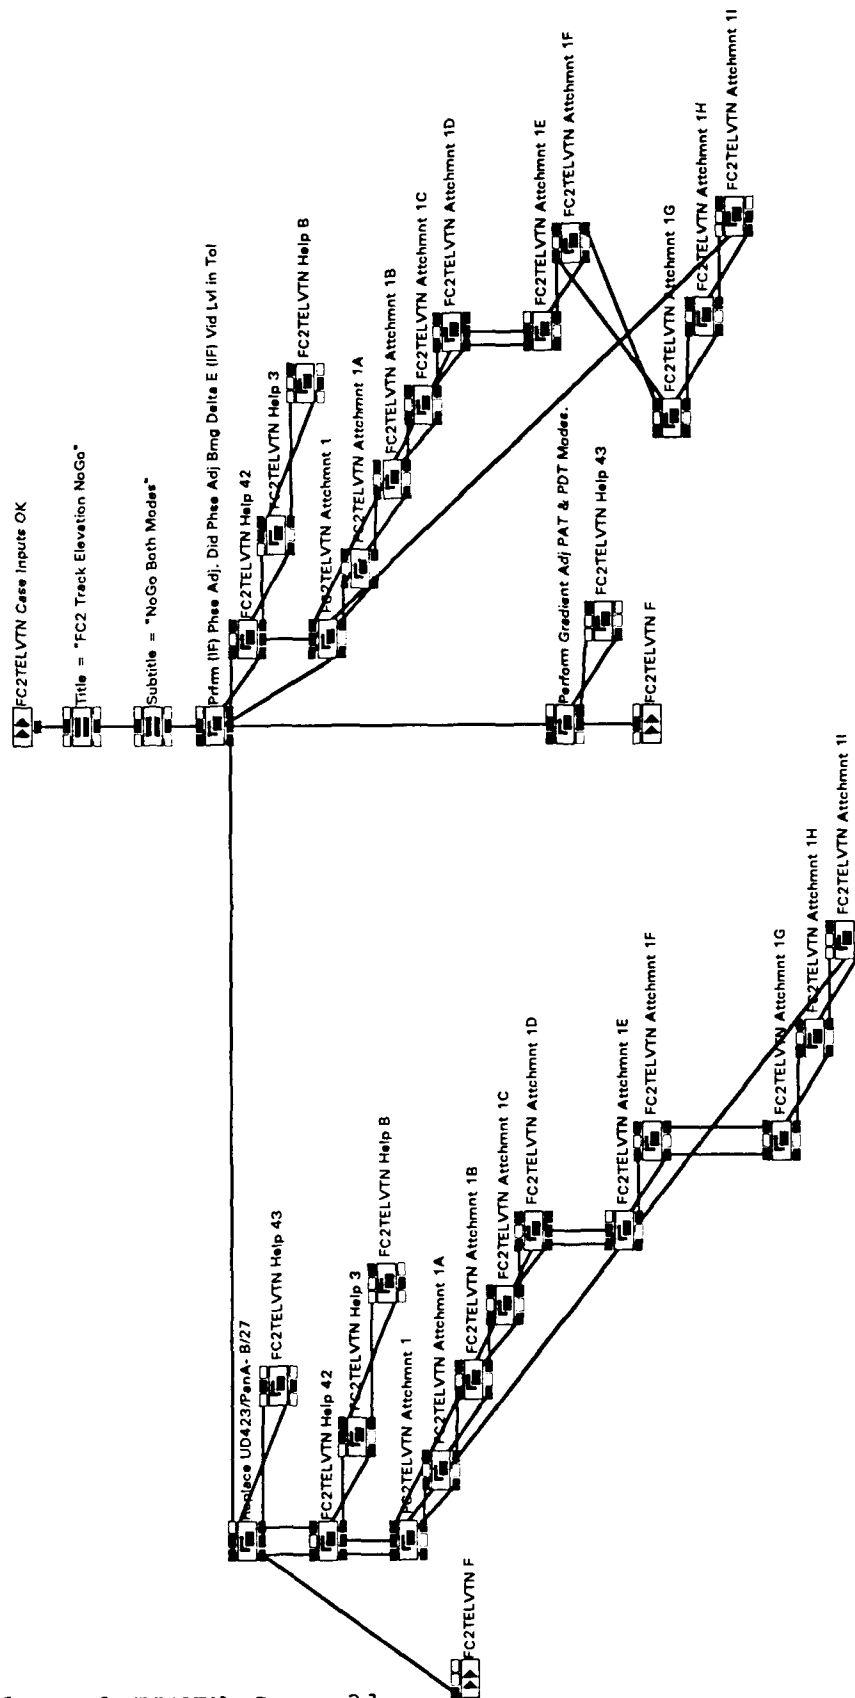 FC2TELVTN Case Inputs OK
Title = "FC2 Track Elevation NoGo"
Subtitle = "NoGo Both Modes"
Prfrm (IF) Phse Adj. Did Phse Adj Brng Delta E (IF) Vid Lvl in Tol
FC2TELVTN Help 42
FC2TELVTN Help 3
FC2TELVTN Help B
FC2TELVTN Attchmnt 1
FC2TELVTN Attchmnt 1A
FC2TELVTN Attchmnt 1B
FC2TELVTN Attchmnt 1C
FC2TELVTN Attchmnt 1D
FC2TELVTN Attchmnt 1E
FC2TELVTN Attchmnt 1F
FC2TELVTN Attchmnt 1G
FC2TELVTN Attchmnt 1H
FC2TELVTN Attchmnt 1I
Perform Gradient Adj PAT & PDT Modes.
FC2TELVTN Help 43
FC2TELVTN F
Replace UD423/PanA- B/27
FC2TELVTN Help 43
FC2TELVTN Help 42
FC2TELVTN Help 3
FC2TELVTN Help B
FC2TELVTN Attchmnt 1
FC2TELVTN Attchmnt 1A
FC2TELVTN Attchmnt 1B
FC2TELVTN Attchmnt 1C
FC2TELVTN Attchmnt 1D
FC2TELVTN Attchmnt 1E
FC2TELVTN Attchmnt 1F
FC2TELVTN Attchmnt 1G
FC2TELVTN Attchmnt 1H
FC2TELVTN Attchmnt 1I
FC2TELVTN F